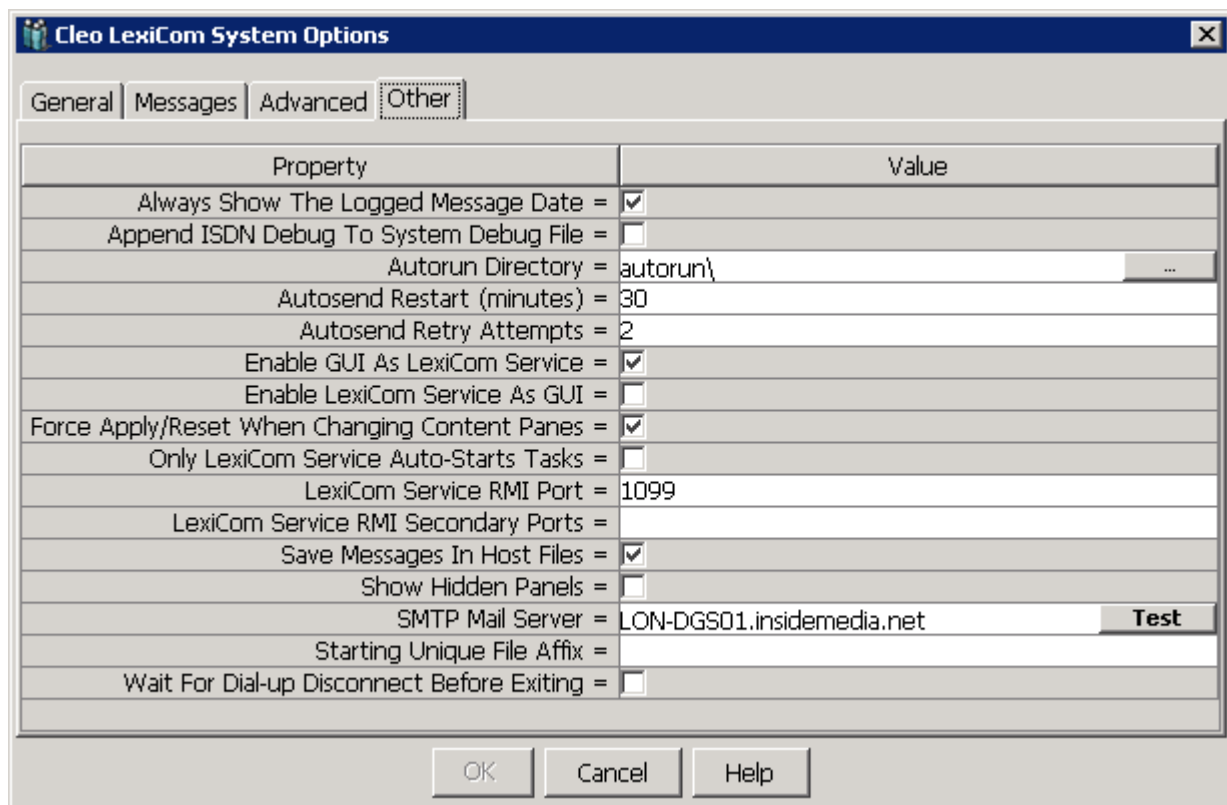 Cleo LexiCom System Options
General Messages Advanced Other
Property Value
Always Show The Logged Message Date =
Append ISDN Debug To System Debug File =
Autorun Directory = autorun\ ...
Autosend Restart (minutes) = 30
Autosend Retry Attempts = 2
Enable GUI As LexiCom Service =
Enable LexiCom Service As GUI =
Force Apply/Reset When Changing Content Panes =
Only LexiCom Service Auto-Starts Tasks =
LexiCom Service RMI Port = 1099
LexiCom Service RMI Secondary Ports =
Save Messages In Host Files =
Show Hidden Panels =
SMTP Mail Server = LON-DGS01.insidemedia.net Test
Starting Unique File Affix =
Wait For Dial-up Disconnect Before Exiting =
OK Cancel Help